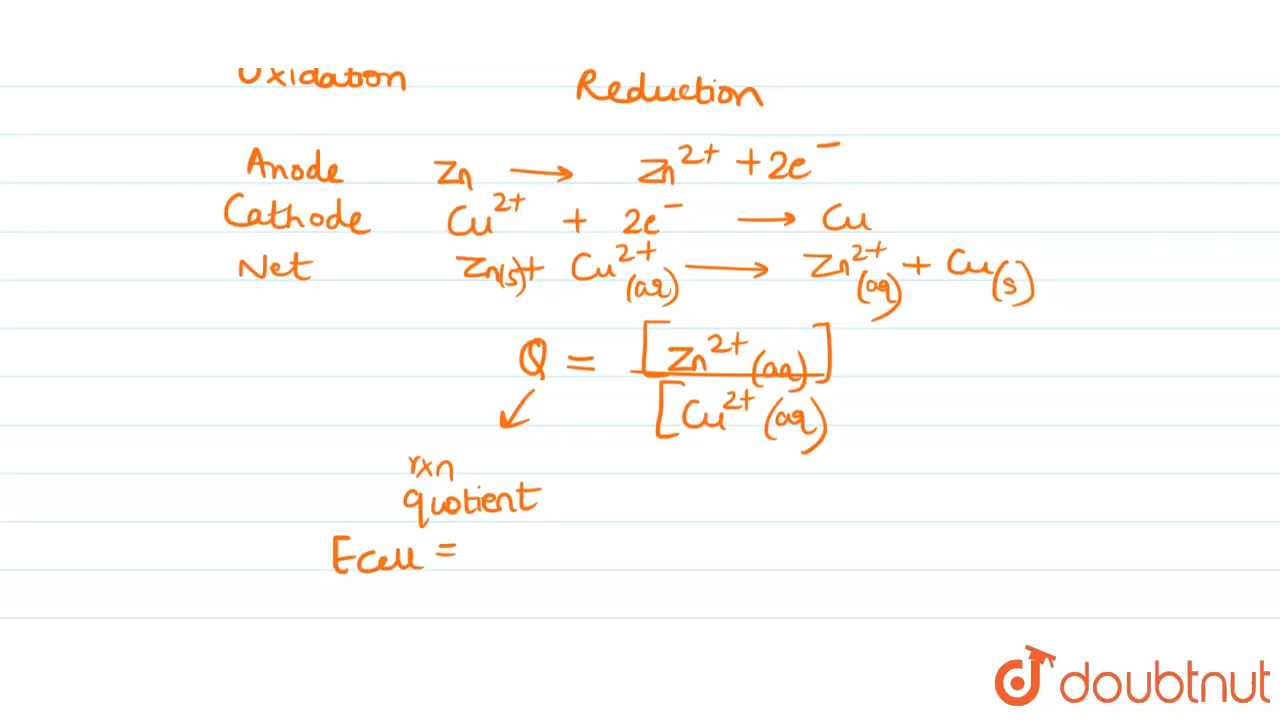 Oxidation Reduction
Anode Zn → Zn²⁺ + 2e⁻
Cathode Cu²⁺ + 2e⁻ → Cu
Net Zn(s) + Cu²⁺(aq) → Zn²⁺(aq) + Cu(s)
Q = [Zn²⁺(aq)]
[Cu²⁺(aq)
rxn
quotient
Ecell =
doubtnut